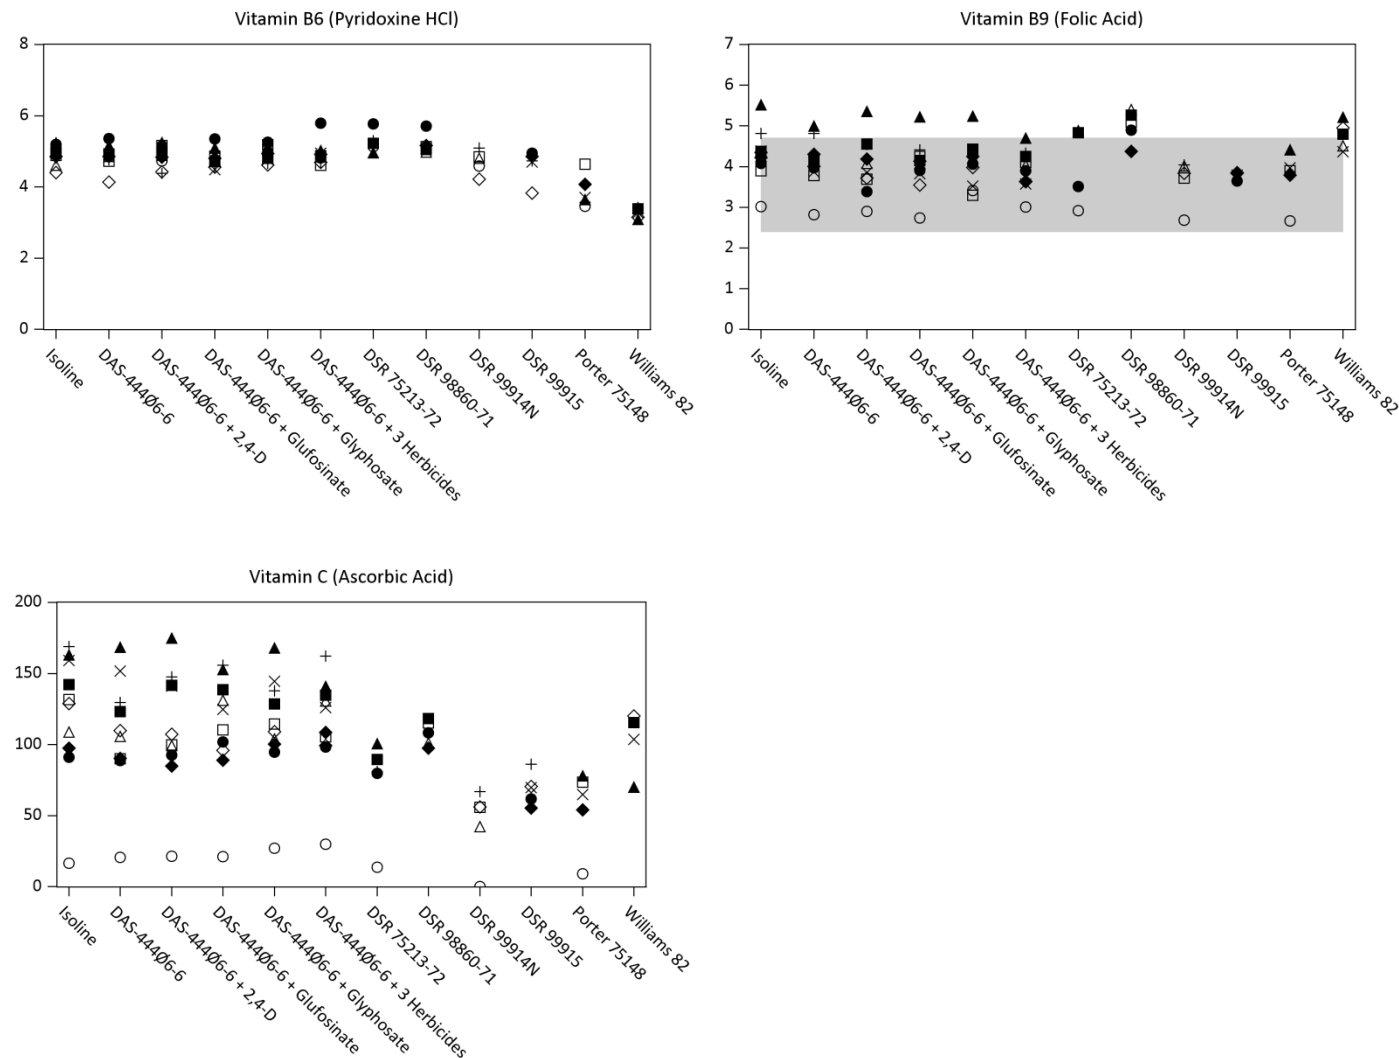 Vitamin B6 (Pyridoxine HCl)
8
6
4
2
0
Isoline
DAS-444Ø6-6
DAS-444Ø6-6 + 2,4-D
DAS-444Ø6-6 + Glufosinate
DAS-444Ø6-6 + Glyphosate
DAS-444Ø6-6 + 3 Herbicides
DSR 75213-72
DSR 98860-71
DSR 99914N
DSR 99915
Porter 75148
Williams 82
Vitamin B9 (Folic Acid)
7
6
5
4
3
2
1
0
Isoline
DAS-444Ø6-6
DAS-444Ø6-6 + 2,4-D
DAS-444Ø6-6 + Glufosinate
DAS-444Ø6-6 + Glyphosate
DAS-444Ø6-6 + 3 Herbicides
DSR 75213-72
DSR 98860-71
DSR 99914N
DSR 99915
Porter 75148
Williams 82
Vitamin C (Ascorbic Acid)
200
150
100
50
0
Isoline
DAS-444Ø6-6
DAS-444Ø6-6 + 2,4-D
DAS-444Ø6-6 + Glufosinate
DAS-444Ø6-6 + Glyphosate
DAS-444Ø6-6 + 3 Herbicides
DSR 75213-72
DSR 98860-71
DSR 99914N
DSR 99915
Porter 75148
Williams 82